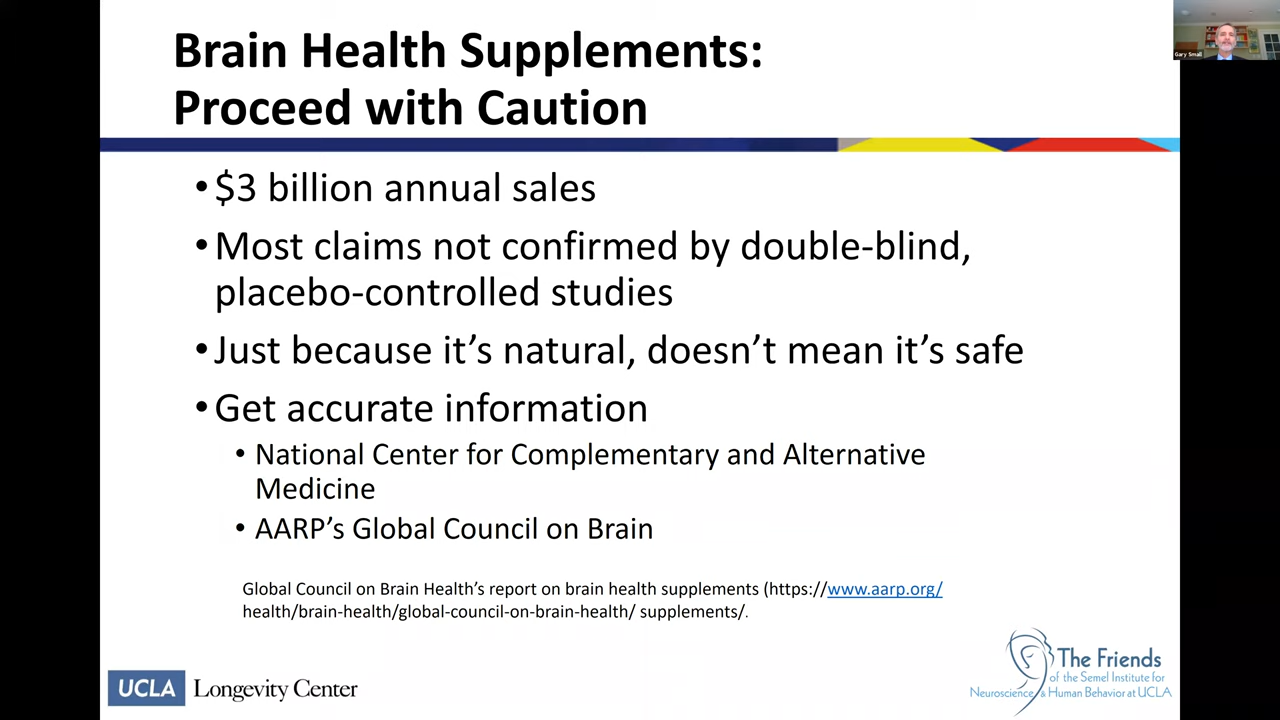 Brain Health Supplements:
Proceed with Caution
Gary Small
•$3 billion annual sales
•Most claims not confirmed by double-blind,
placebo-controlled studies
•Just because it’s natural, doesn’t mean it’s safe
•Get accurate information
• National Center for Complementary and Alternative
Medicine
• AARP’s Global Council on Brain
Global Council on Brain Health’s report on brain health supplements (https://www.aarp.org/
health/brain-health/global-council-on-brain-health/ supplements/.
UCLA Longevity Center
The Friends
of the Semel Institute for
Neuroscience & Human Behavior at UCLA